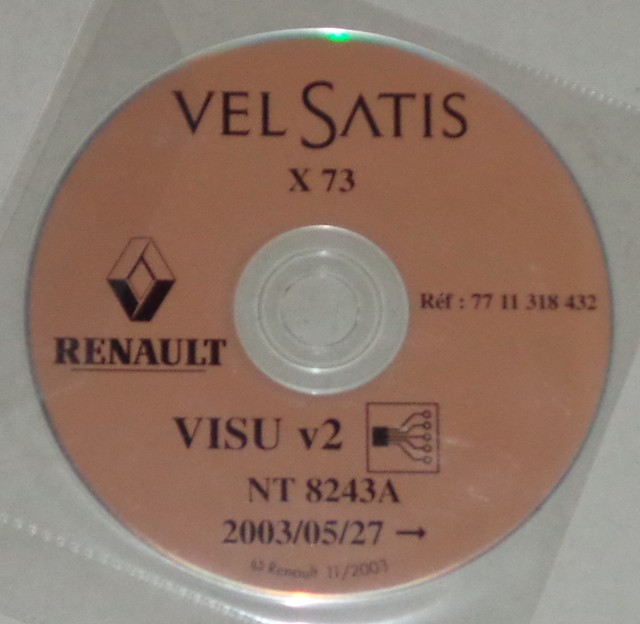 VEL SATIS
X 73
RENAULT
Réf : 77 11 318 432
VISU v2
NT 8243A
2003/05/27 →
© Renault 11/2003